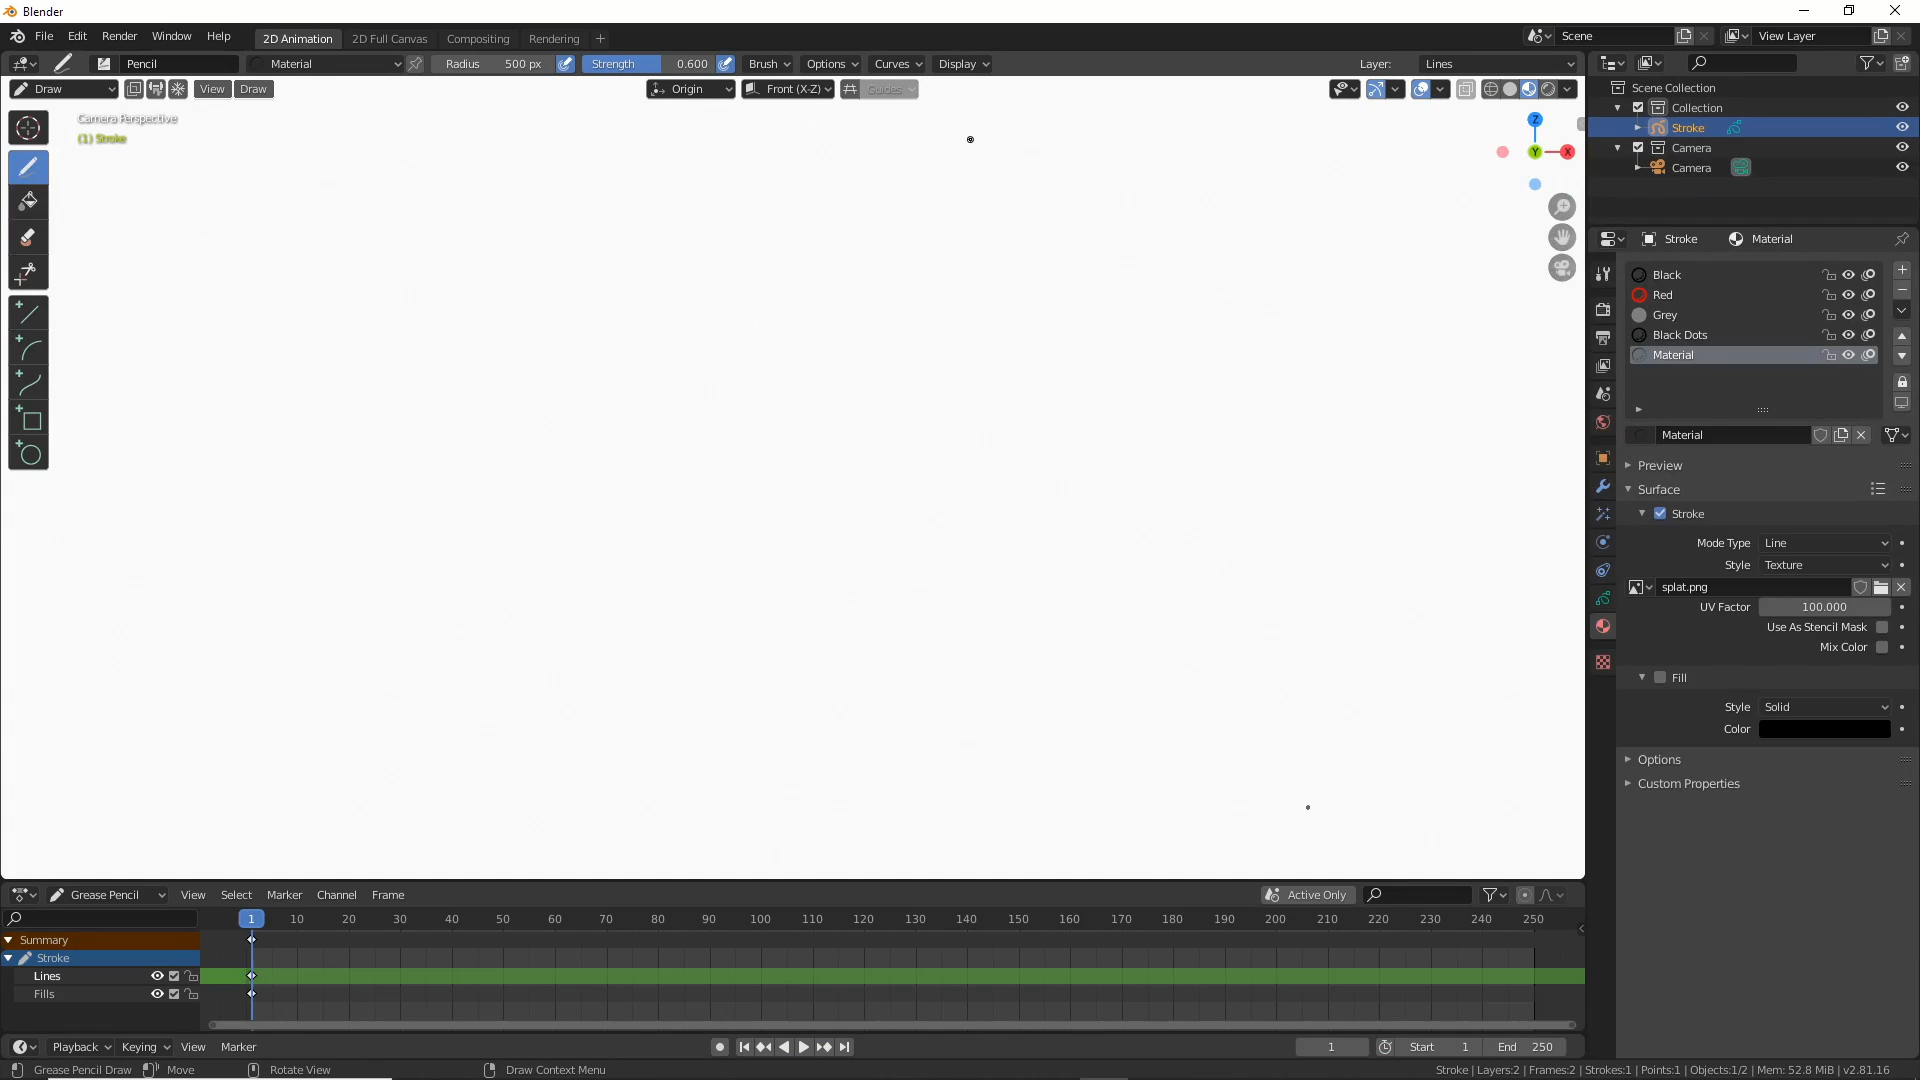 Blender
File Edit Render Window Help 2D Animation 2D Full Canvas Compositing Rendering + Scene View Layer
Pencil Material Radius 500 px Strength 0.600 Brush Options Curves Display Layer: Lines
Draw View Draw Origin Front (X-Z) Guides
Camera Perspective
(1) Stroke
Z
Y
X
Scene Collection
Collection
Stroke
Camera
Camera
Stroke Material
Black
Red
Grey
Black Dots
Material
Material
Preview
Surface
Stroke
Mode Type Line
Style Texture
splat.png
UV Factor 100.000
Use As Stencil Mask
Mix Color
Fill
Style Solid
Color
Options
Custom Properties
Grease Pencil View Select Marker Channel Frame Active Only
1 10 20 30 40 50 60 70 80 90 100 110 120 130 140 150 160 170 180 190 200 210 220 230 240 250
Summary
Stroke
Lines
Fills
Playback Keying View Marker 1 Start 1 End 250
Grease Pencil Draw Move Rotate View Draw Context Menu Stroke | Layers:2 | Frames:2 | Strokes:1 | Points:1 | Objects:1/2 | Mem: 52.8 MiB | v2.81.16